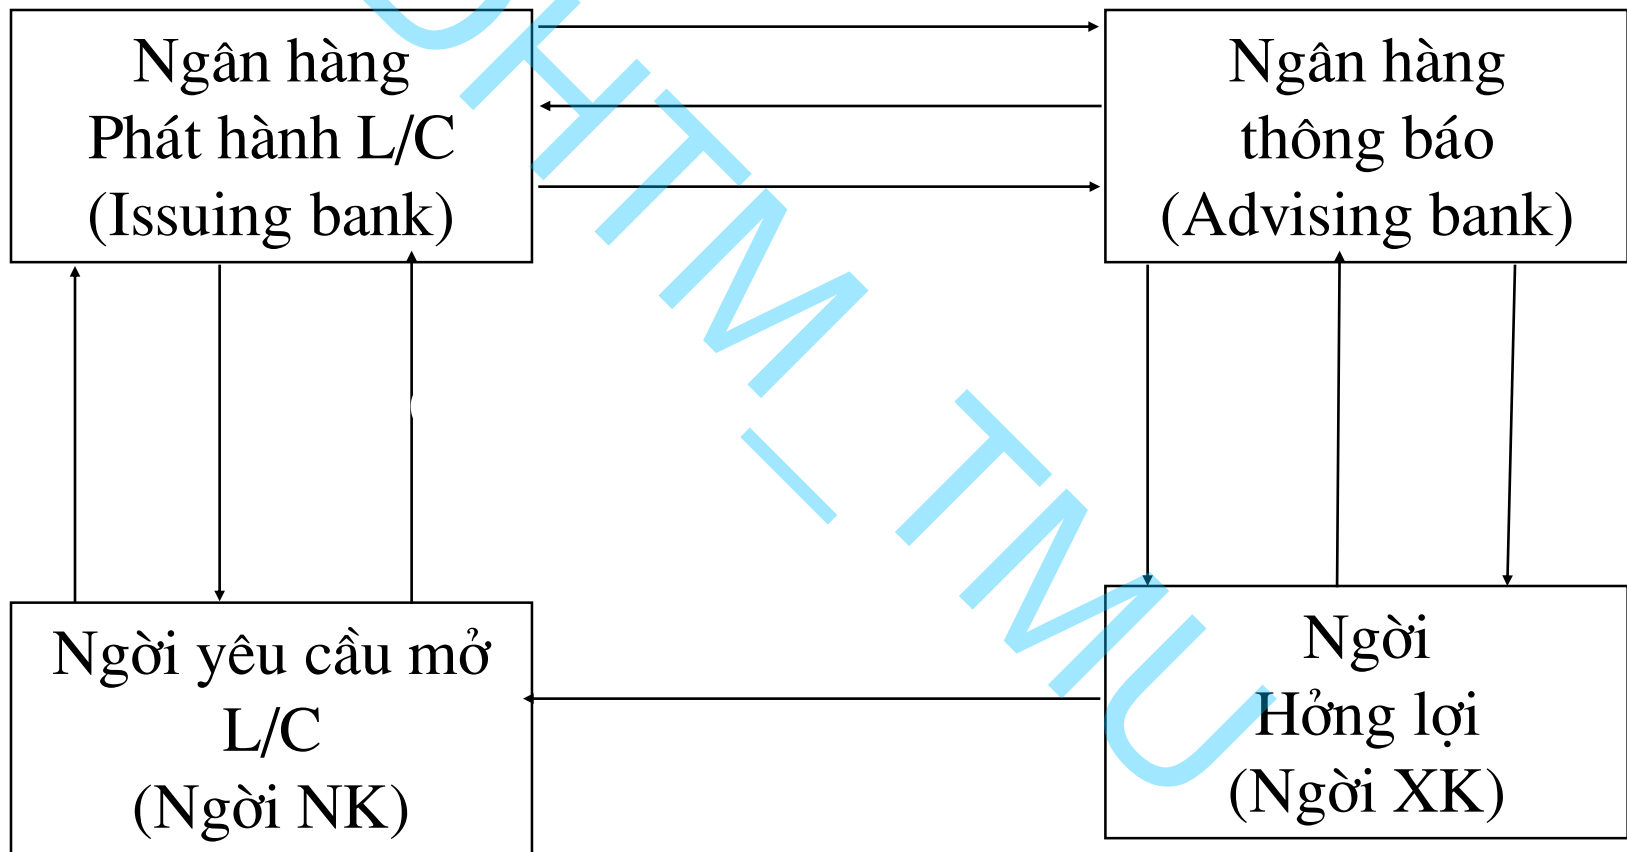 Ngân hàng
Phát hành L/C
(Issuing bank)
Ngân hàng
thông báo
(Advising bank)
Ngời yêu cầu mở
L/C
(Ngời NK)
Ngời
Hởng lợi
(Ngời XK)
DHTM_TMU